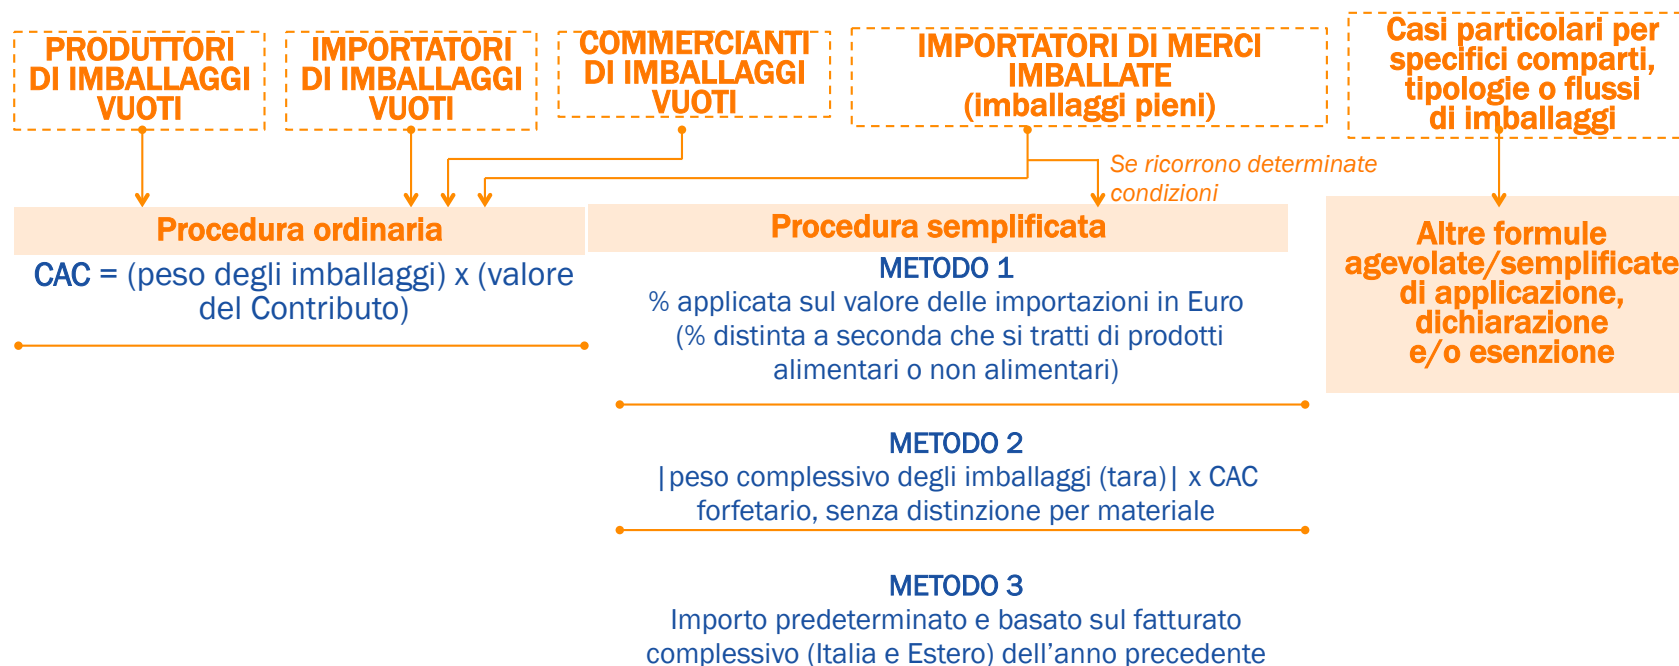 PRODUTTORI
DI IMBALLAGGI
VUOTI
IMPORTATORI
DI IMBALLAGGI
VUOTI
COMMERCIANTI
DI IMBALLAGGI
VUOTI
IMPORTATORI DI MERCI
IMBALLATE
(imballaggi pieni)
Casi particolari per
specifici comparti,
tipologie o flussi
di imballaggi
Se ricorrono determinate
condizioni
Procedura ordinaria
CAC = (peso degli imballaggi) x (valore
del Contributo)
Procedura semplificata
METODO 1
% applicata sul valore delle importazioni in Euro
(% distinta a seconda che si tratti di prodotti
alimentari o non alimentari)
METODO 2
|peso complessivo degli imballaggi (tara)| x CAC
forfetario, senza distinzione per materiale
METODO 3
Importo predeterminato e basato sul fatturato
complessivo (Italia e Estero) dell'anno precedente
Altre formule
agevolate/semplificate
di applicazione,
dichiarazione
e/o esenzione